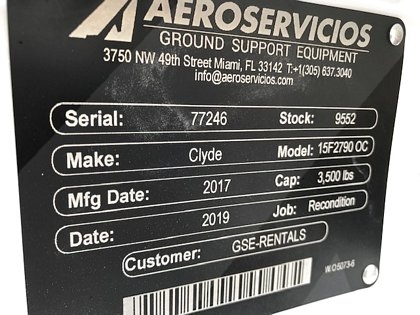 AEROSERVICIOS
GROUND SUPPORT EQUIPMENT
3750 NW 49th Street Miami, FL 33142 T:+1(305) 637.3040
info@aeroservicios.com
Serial: 77246 Stock: 9552
Make: Clyde Model: 15F2790 OC
Mfg Date: 2017 Cap: 3,500 lbs
Date: 2019 Job: Recondition
Customer: GSE-RENTALS
W.O 5073-6